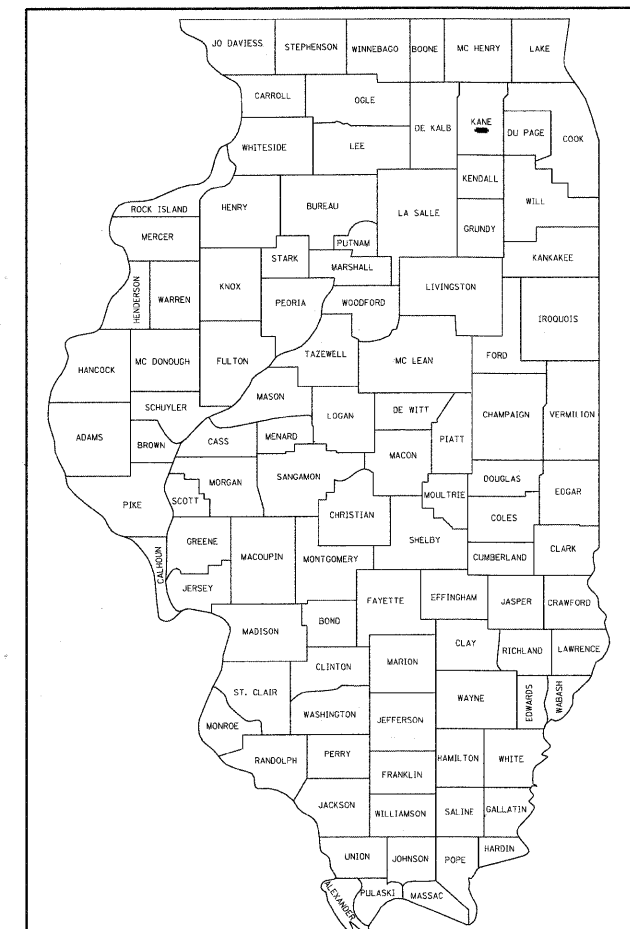 JO DAVIESS
STEPHENSON
WINNEBAGO
BOONE
MC HENRY
LAKE
CARROLL
OGLE
DE KALB
KANE
DU PAGE
COOK
WHITESIDE
LEE
KENDALL
ROCK ISLAND
HENRY
BUREAU
LA SALLE
WILL
MERCER
PUTNAM
GRUNDY
STARK
MARSHALL
KANKAKEE
HENDERSON
WARREN
KNOX
PEORIA
WOODFORD
LIVINGSTON
IROQUOIS
HANCOCK
MC DONOUGH
FULTON
TAZEWELL
MC LEAN
FORD
SCHUYLER
MASON
LOGAN
DE WITT
CHAMPAIGN
VERMILION
ADAMS
BROWN
CASS
MENARD
MACON
PIATT
MORGAN
SANGAMON
DOUGLAS
EDGAR
PIKE
SCOTT
CHRISTIAN
MOULTRIE
COLES
CALHOUN
GREENE
MACOUPIN
MONTGOMERY
SHELBY
CUMBERLAND
CLARK
JERSEY
FAYETTE
EFFINGHAM
JASPER
CRAWFORD
MADISON
BOND
CLAY
RICHLAND
LAWRENCE
CLINTON
MARION
ST. CLAIR
WAYNE
EDWARDS
WABASH
MONROE
WASHINGTON
JEFFERSON
RANDOLPH
PERRY
HAMILTON
WHITE
FRANKLIN
JACKSON
WILLIAMSON
SALINE
GALLATIN
UNION
JOHNSON
POPE
HARDIN
ALEXANDER
PULASKI
MASSAC